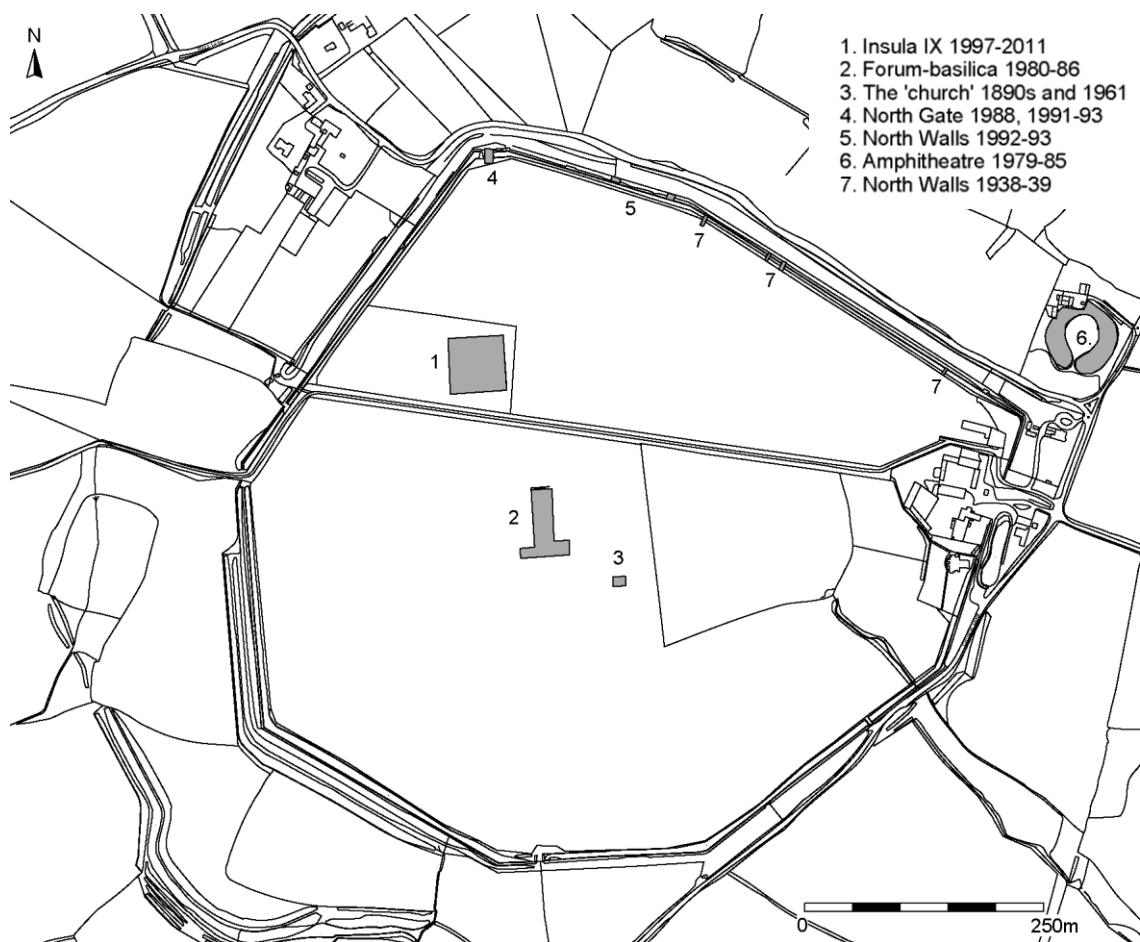 N
1. Insula IX 1997-2011
2. Forum-basilica 1980-86
3. The 'church' 1890s and 1961
4. North Gate 1988, 1991-93
5. North Walls 1992-93
6. Amphitheatre 1979-85
7. North Walls 1938-39
4
5
7
7
6.
1
7
2
3
0
250m